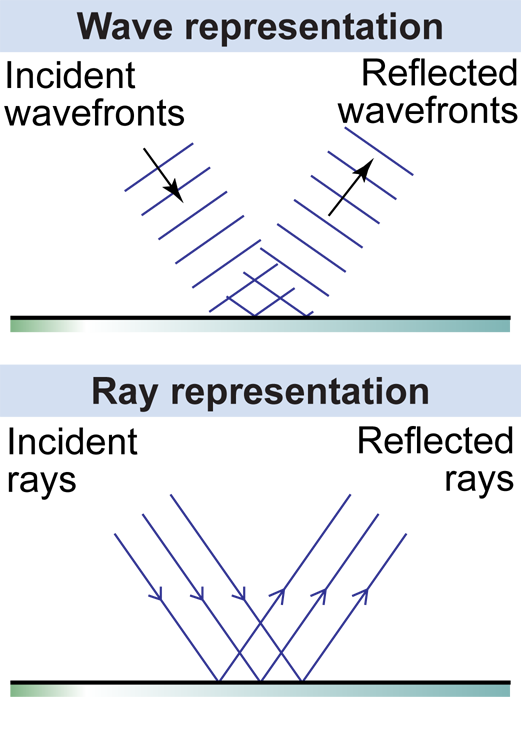 Wave representation
Incident
wavefronts
Reflected
wavefronts
Ray representation
Incident
rays
Reflected
rays